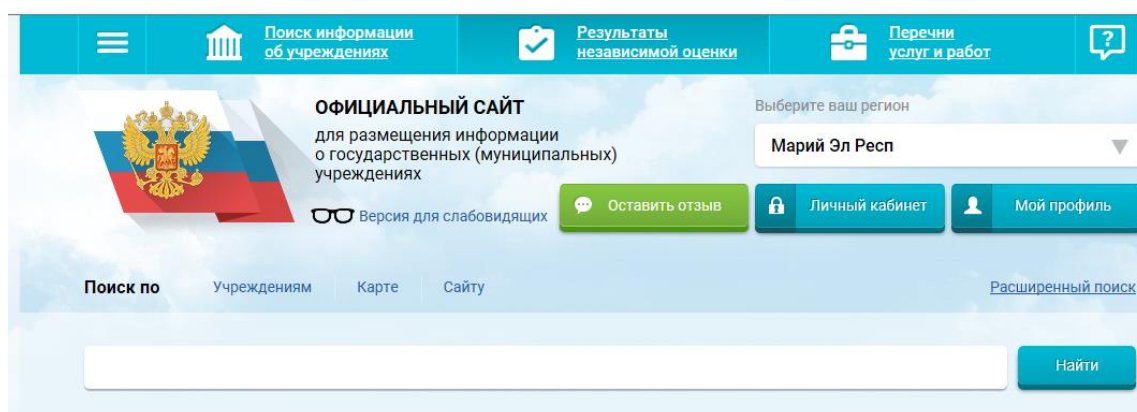 Поиск информации
об учреждениях
Результаты
независимой оценки
Перечни
услуг и работ
?
ОФИЦИАЛЬНЫЙ САЙТ
для размещения информации
о государственных (муниципальных)
учреждениях
Версия для слабовидящих
Выберите ваш регион
Марий Эл Респ
Оставить отзыв
Личный кабинет
Мой профиль
Поиск по Учреждениям Карте Сайту
Расширенный поиск
Найти